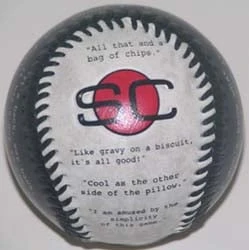 "All that and a
bag of chips."
SC
"Like gravy on a biscuit,
it's all good!"
"Cool as the other
side of the pillow."
"I am amused by the
simplicity
of this game."